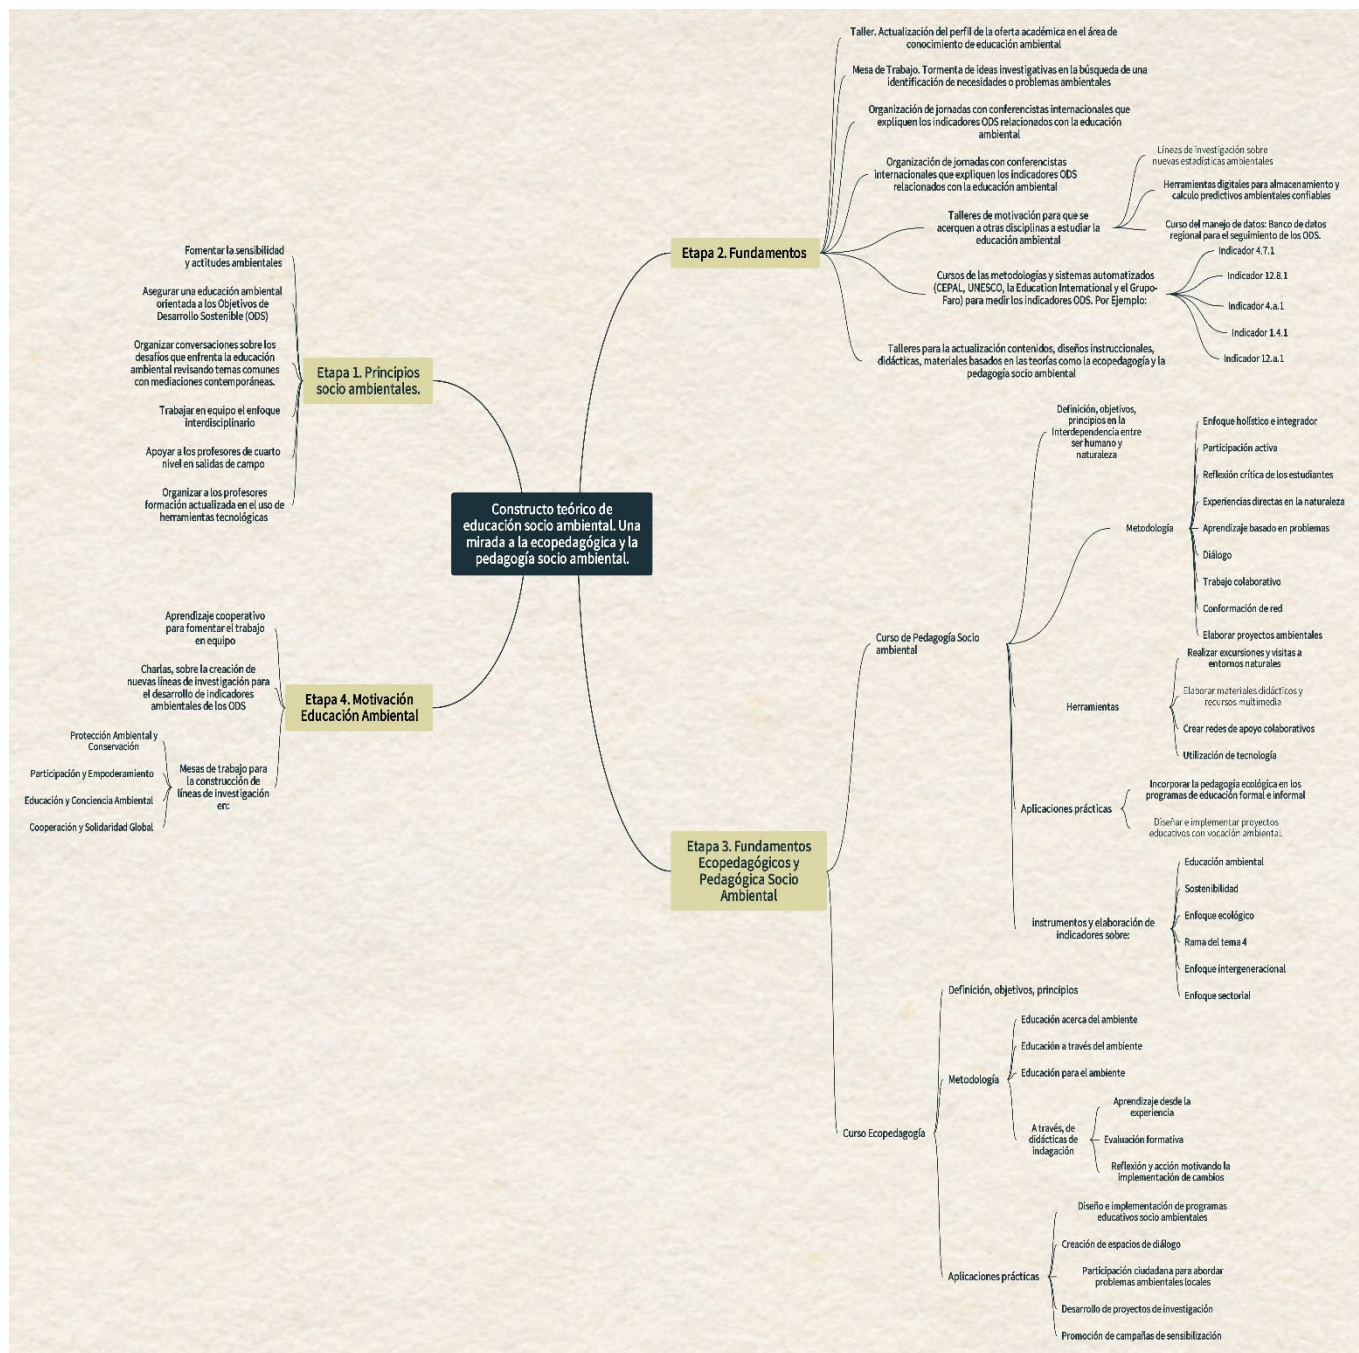 Constructo teórico de
educación socio ambiental. Una
mirada a la ecopedagógica y la
pedagogía socio ambiental.
Etapa 1. Principios
socio ambientales.
Fomentar la sensibilidad
y actitudes ambientales
Asegurar una educación ambiental
orientada a los Objetivos de
Desarrollo Sostenible (ODS)
Organizar conversaciones sobre los
desafíos que enfrenta la educación
ambiental revisando temas comunes
con mediaciones contemporáneas.
Trabajar en equipo el enfoque
interdisciplinario
Apoyar a los profesores de cuarto
nivel en salidas de campo
Organizar a los profesores
formación actualizada en el uso de
herramientas tecnológicas
Etapa 2. Fundamentos
Taller. Actualización del perfil de la oferta académica en el área de
conocimiento de educación ambiental
Mesa de Trabajo. Tormenta de ideas investigativas en la búsqueda de una
identificación de necesidades o problemas ambientales
Organización de jornadas con conferencistas internacionales que
expliquen los indicadores ODS relacionados con la educación
ambiental
Organización de jornadas con conferencistas
internacionales que expliquen los indicadores ODS
relacionados con la educación ambiental
Talleres de motivación para que se
acerquen a otras disciplinas a estudiar la
educación ambiental
Líneas de investigación sobre
nuevas estadísticas ambientales
Herramientas digitales para almacenamiento y
calculo predictivos ambientales confiables
Curso del manejo de datos: Banco de datos
regional para el seguimiento de los ODS.
Cursos de las metodologías y sistemas automatizados
(CEPAL, UNESCO, la Education International y el Grupo-
Faro) para medir los indicadores ODS. Por Ejemplo:
Indicador 4.7.1
Indicador 12.8.1
Indicador 4.a.1
Indicador 1.4.1
Indicador 12.a.1
Talleres para la actualización contenidos, diseños instruccionales,
didácticas, materiales basados en las teorías como la ecopedagogía y la
pedagogía socio ambiental
Etapa 3. Fundamentos
Ecopedagógicos y
Pedagógica Socio
Ambiental
Curso de Pedagogía Socio
ambiental
Definición, objetivos,
principios en la
Interdependencia entre
ser humano y
naturaleza
Metodología
Enfoque holístico e integrador
Participación activa
Reflexión crítica de los estudiantes
Experiencias directas en la naturaleza
Aprendizaje basado en problemas
Diálogo
Trabajo colaborativo
Conformación de red
Elaborar proyectos ambientales
Herramientas
Realizar excursiones y visitas a
entornos naturales
Elaborar materiales didácticos y
recursos multimedia
Crear redes de apoyo colaborativos
Utilización de tecnología
Aplicaciones prácticas
Incorporar la pedagogía ecológica en los
programas de educación formal e informal
Diseñar e implementar proyectos
educativos con vocación ambiental.
instrumentos y elaboración de
indicadores sobre:
Educación ambiental
Sostenibilidad
Enfoque ecológico
Rama del tema 4
Enfoque intergeneracional
Enfoque sectorial
Curso Ecopedagogía
Definición, objetivos, principios
Metodología
Educación acerca del ambiente
Educación a través del ambiente
Educación para el ambiente
A través, de
didácticas de
indagación
Aprendizaje desde la
experiencia
Evaluación formativa
Reflexión y acción motivando la
implementación de cambios
Aplicaciones prácticas
Diseño e implementación de programas
educativos socio ambientales
Creación de espacios de diálogo
Participación ciudadana para abordar
problemas ambientales locales
Desarrollo de proyectos de investigación
Promoción de campañas de sensibilización
Etapa 4. Motivación
Educación Ambiental
Aprendizaje cooperativo
para fomentar el trabajo
en equipo
Charlas, sobre la creación de
nuevas líneas de investigación para
el desarrollo de indicadores
ambientales de los ODS
Mesas de trabajo para
la construcción de
líneas de investigación
en:
Protección Ambiental y
Conservación
Participación y Empoderamiento
Educación y Conciencia Ambiental
Cooperación y Solidaridad Global